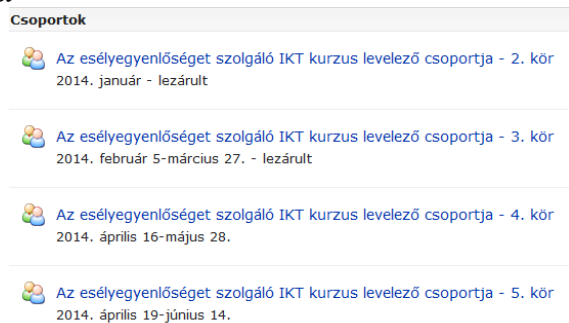 Csoportok
Az esélyegyenlőséget szolgáló IKT kurzus levelező csoportja - 2. kör
2014. január - lezárult
Az esélyegyenlőséget szolgáló IKT kurzus levelező csoportja - 3. kör
2014. február 5-március 27. - lezárult
Az esélyegyenlőséget szolgáló IKT kurzus levelező csoportja - 4. kör
2014. április 16-május 28.
Az esélyegyenlőséget szolgáló IKT kurzus levelező csoportja - 5. kör
2014. április 19-június 14.